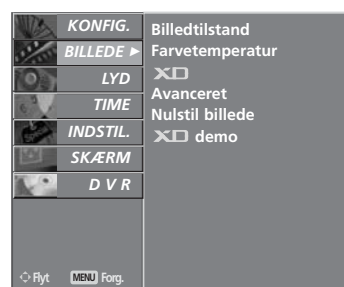 KONFIG.
BILLEDE ►
LYD
TIME
INDSTIL.
SKÆRM
D V R
Flyt MENU Forg.
Billedtilstand
Farvetemperatur
XD
Avanceret
Nulstil billede
XD demo